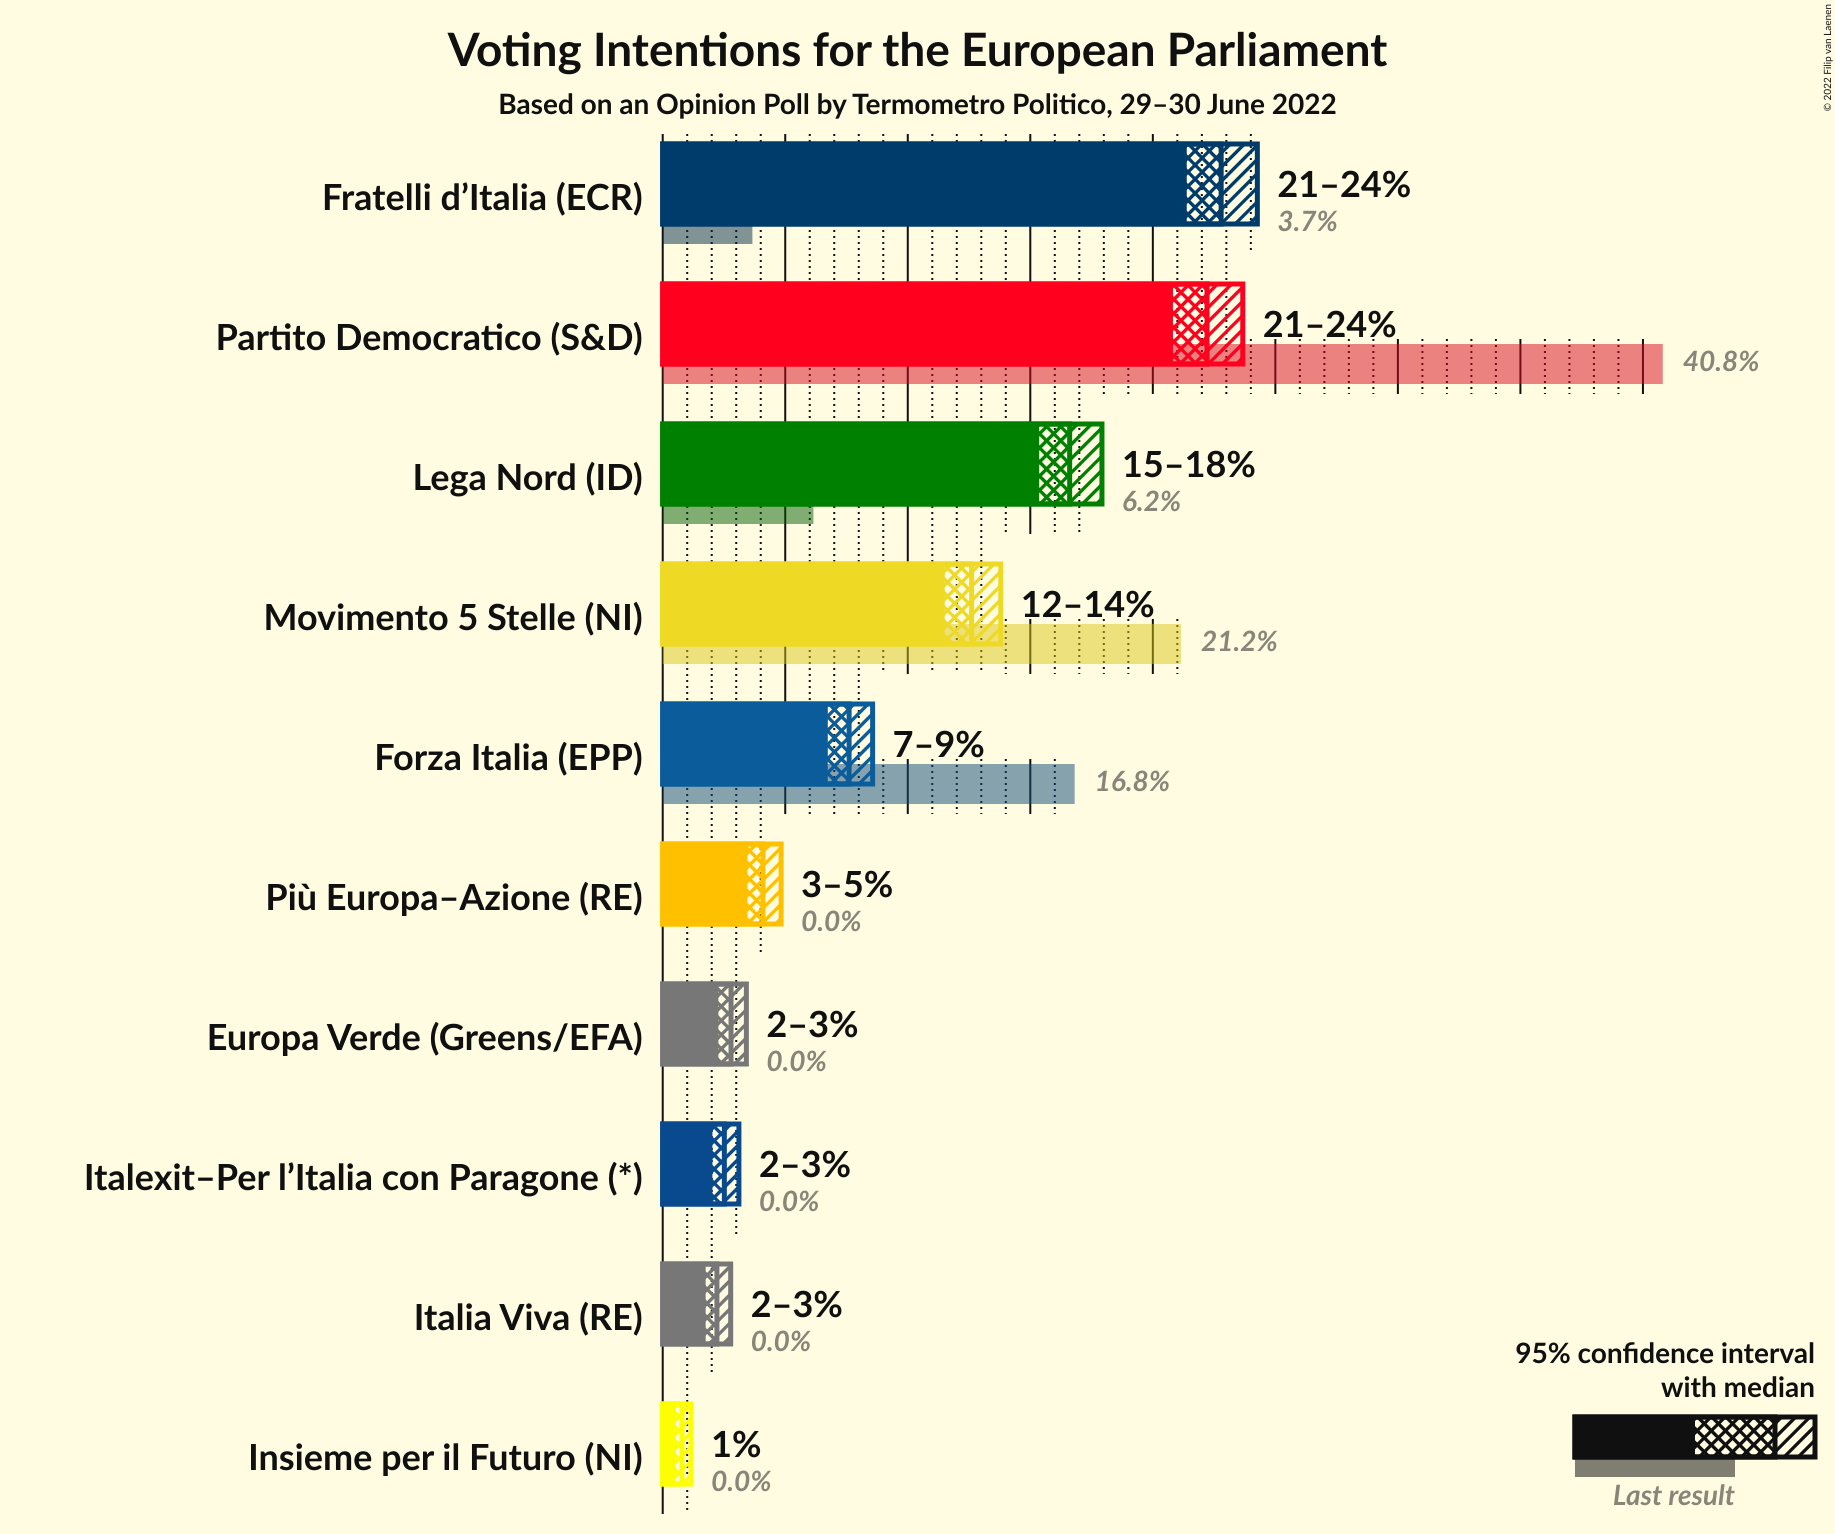 Voting Intentions for the European Parliament
Based on an Opinion Poll by Termometro Politico, 29–30 June 2022
© 2022 Filip van Laenen
Fratelli d’Italia (ECR)
21–24%
3.7%
Partito Democratico (S&D)
21–24%
40.8%
Lega Nord (ID)
15–18%
6.2%
Movimento 5 Stelle (NI)
12–14%
21.2%
Forza Italia (EPP)
7–9%
16.8%
Più Europa–Azione (RE)
3–5%
0.0%
Europa Verde (Greens/EFA)
2–3%
0.0%
Italexit–Per l’Italia con Paragone (*)
2–3%
0.0%
Italia Viva (RE)
2–3%
0.0%
Insieme per il Futuro (NI)
1%
0.0%
95% confidence interval
with median
Last result